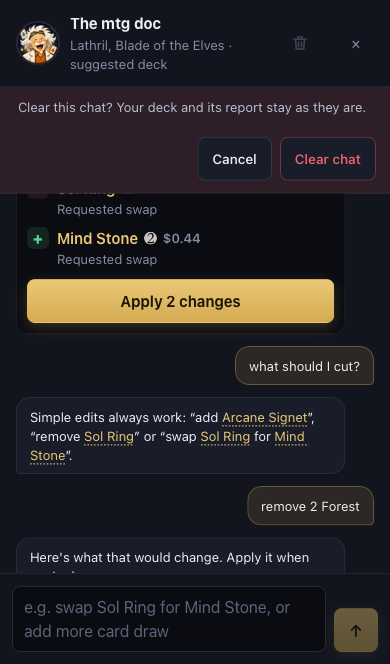 The mtg doc
Lathril, Blade of the Elves ·
suggested deck
×
Clear this chat? Your deck and its report stay as they are.
Cancel
Clear chat
Requested swap
+ Mind Stone 2 $0.44
Requested swap
Apply 2 changes
what should I cut?
Simple edits always work: “add Arcane Signet”,
“remove Sol Ring” or “swap Sol Ring for Mind
Stone”.
remove 2 Forest
Here's what that would change. Apply it when
e.g. swap Sol Ring for Mind Stone, or
add more card draw